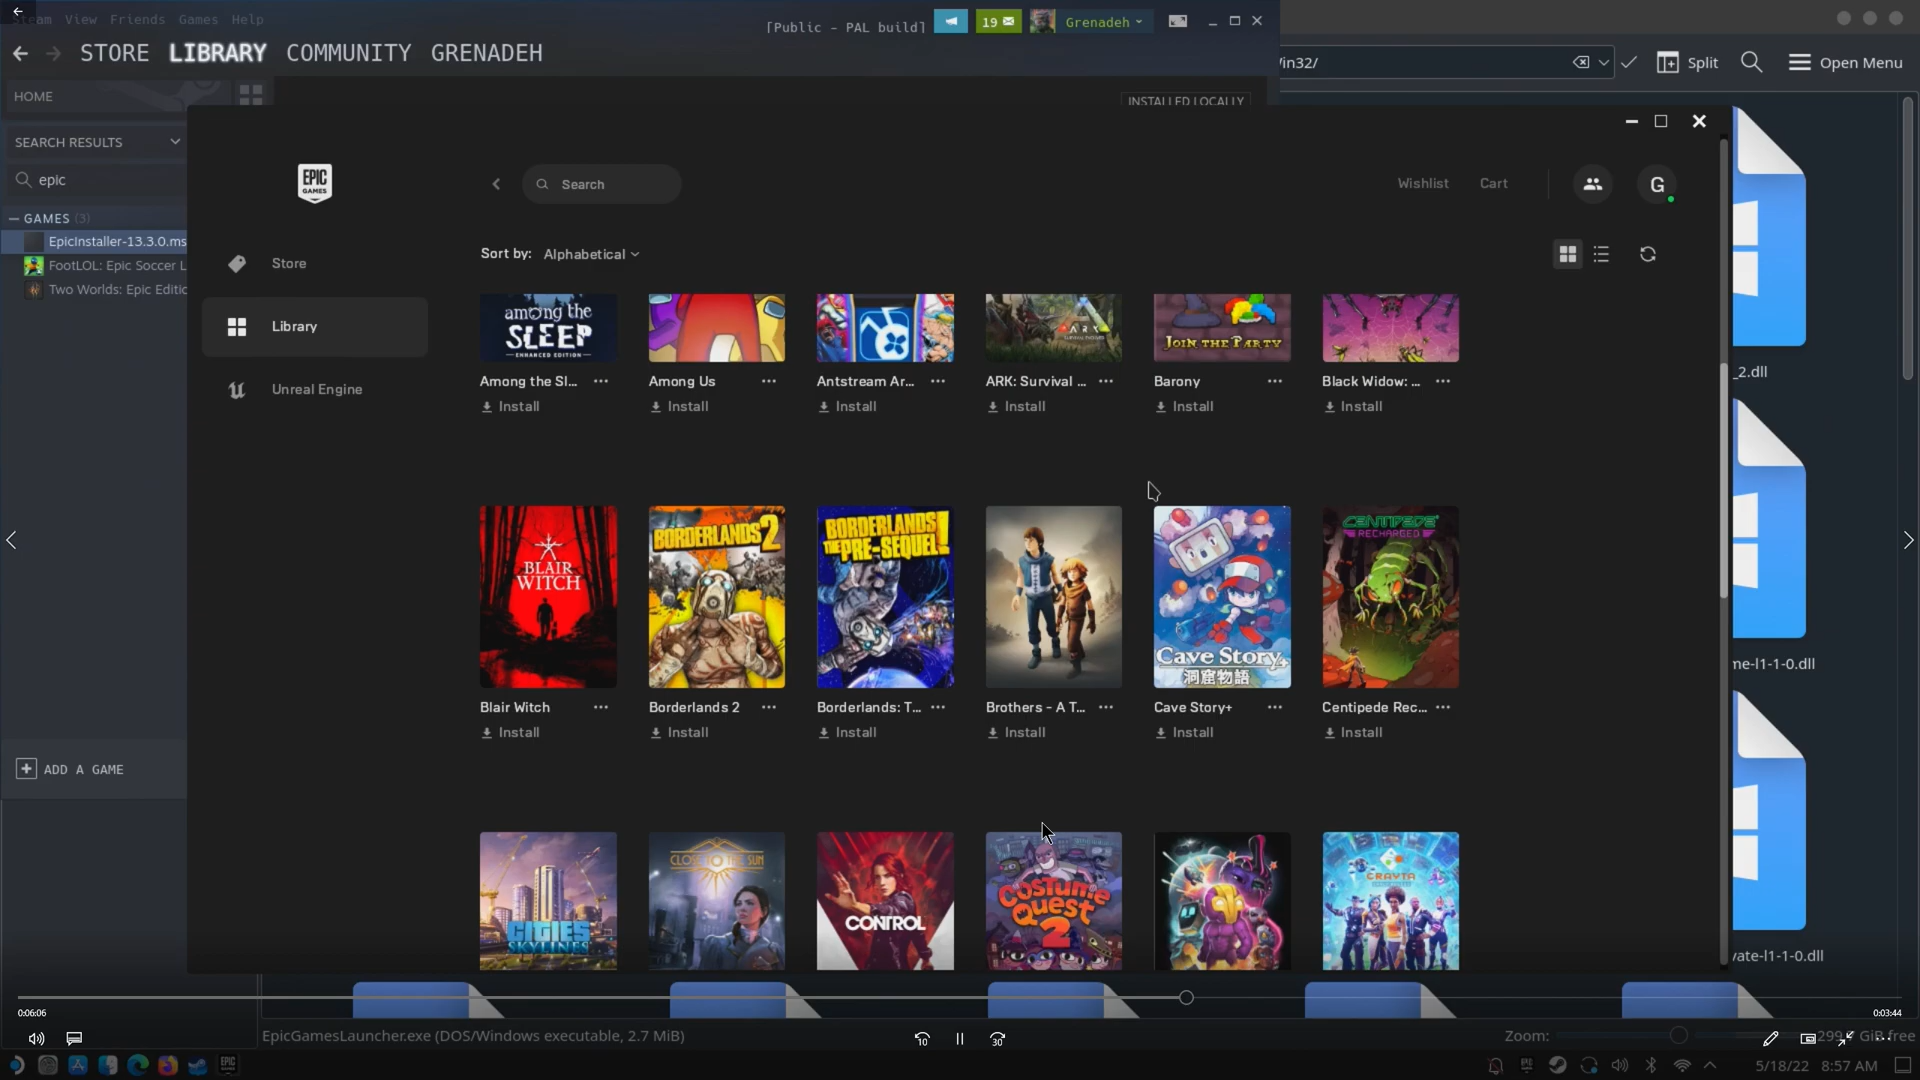 Steam View Friends Games Help
[Public - PAL build]
19
Grenadeh
STORE LIBRARY COMMUNITY GRENADEH
in32/
Split
Open Menu
HOME
INSTALLED LOCALLY
SEARCH RESULTS
epic
GAMES (3)
EpicInstaller-13.3.0.ms
FootLOL: Epic Soccer L
Two Worlds: Epic Editic
ADD A GAME
EPIC
GAMES
Search
Wishlist
Cart
G
Store
Library
Unreal Engine
Sort by: Alphabetical
among the
SLEEP
ENHANCED EDITION
ARK
JOIN THE PARTY
Among the Sl...
Among Us
Antstream Ar...
ARK: Survival ...
Barony
Black Widow: ...
Install
Install
Install
Install
Install
Install
BLAIR
WITCH
BORDERLANDS 2
BORDERLANDS
THE PRE-SEQUEL!
Cave Story+
洞窟物語
CENTIPEDE
RECHARGED
Blair Witch
Borderlands 2
Borderlands: T...
Brothers - A T...
Cave Story+
Centipede Rec...
Install
Install
Install
Install
Install
Install
CITIES
SKYLINES
CLOSE TO THE SUN
CONTROL
Costume
Quest
2
CRAYTA
_2.dll
me-l1-1-0.dll
vate-l1-1-0.dll
0:06:06
0:03:44
EpicGamesLauncher.exe (DOS/Windows executable, 2.7 MiB)
10
30
Zoom:
GiB free
5/18/22
8:57 AM